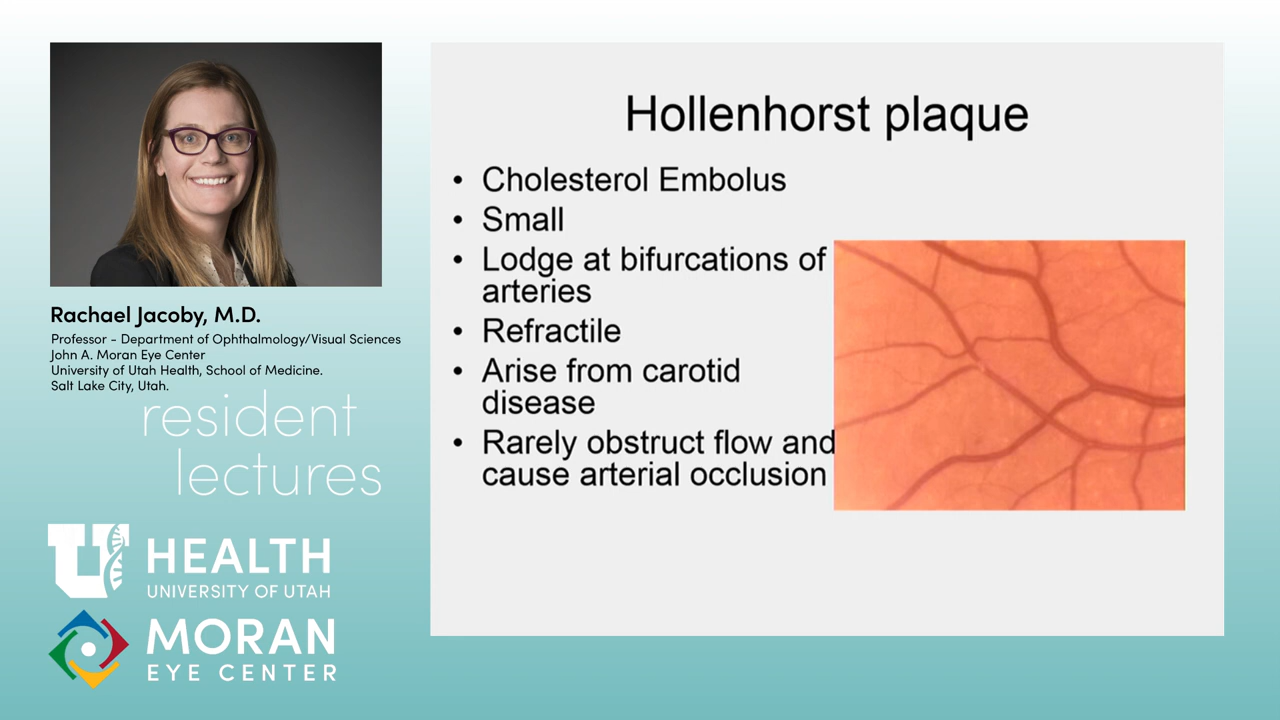 Rachael Jacoby, M.D.
Professor - Department of Ophthalmology/Visual Sciences
John A. Moran Eye Center
University of Utah Health, School of Medicine.
Salt Lake City, Utah.
resident
lectures
U HEALTH
UNIVERSITY OF UTAH
MORAN
EYE CENTER
Hollenhorst plaque
• Cholesterol Embolus
• Small
• Lodge at bifurcations of
arteries
• Refractile
• Arise from carotid
disease
• Rarely obstruct flow and
cause arterial occlusion